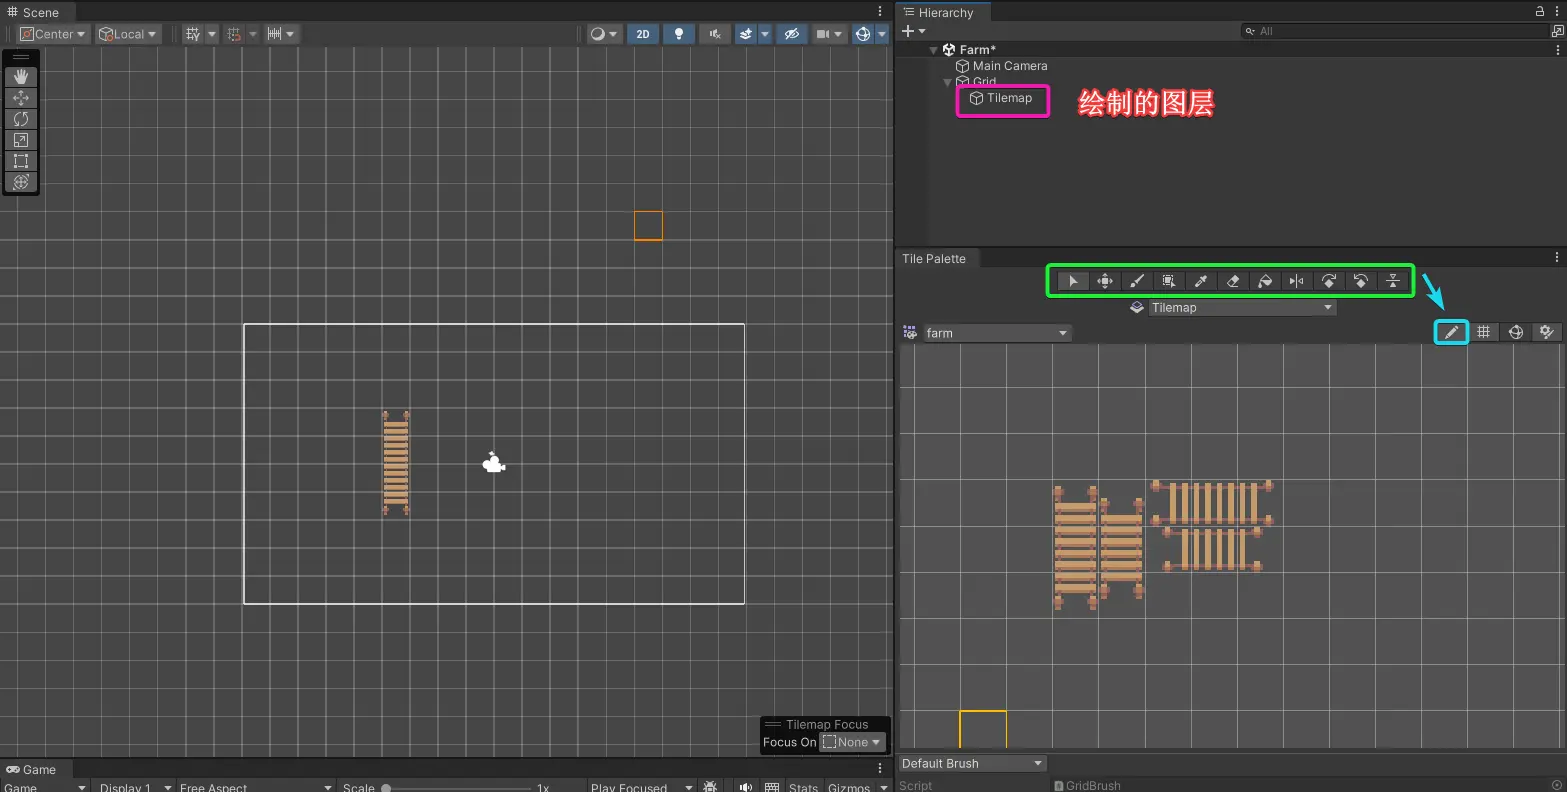 Scene
Center
Local
2D
Tilemap Focus
Focus On
None
Game
Game
Display 1
Free Aspect
Scale
1x
Play Focused
Stats
Gizmos
Hierarchy
All
Farm*
Main Camera
Grid
Tilemap
绘制的图层
Tile Palette
Tilemap
farm
Default Brush
Script
GridBrush